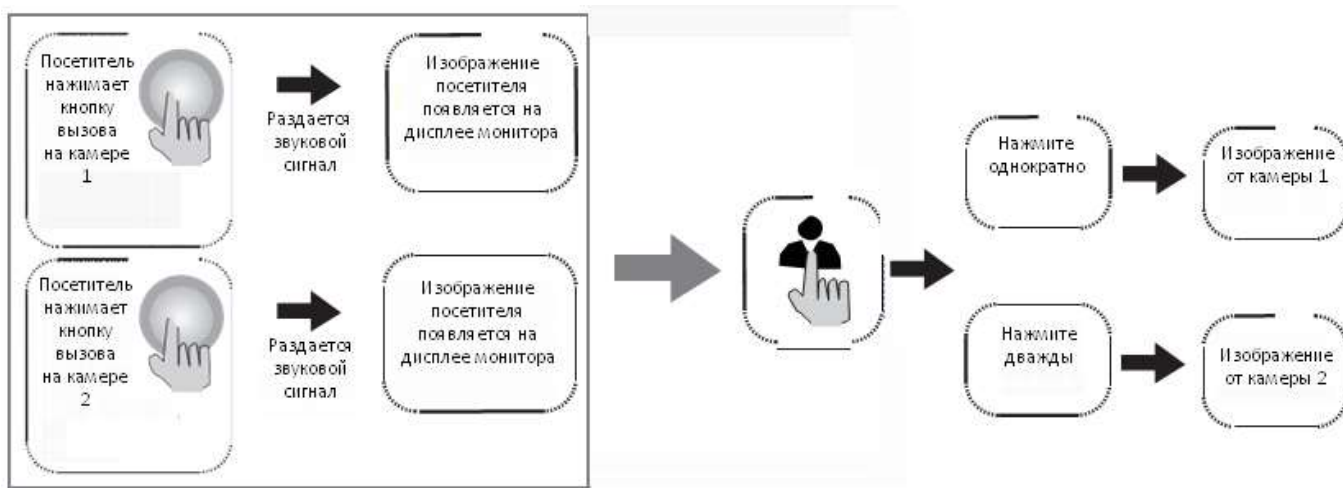 Посетитель
нажимает
кнопку
вызова
на камере
1
Раздается
звуковой
сигнал
Изображение
посетителя
появляется на
дисплее монитора
Посетитель
нажимает
кнопку
вызова
на камере
2
Раздается
звуковой
сигнал
Изображение
посетителя
появляется на
дисплее монитора
Нажмите
однократно
Изображение
от камеры 1
Нажмите
дважды
Изображение
от камеры 2